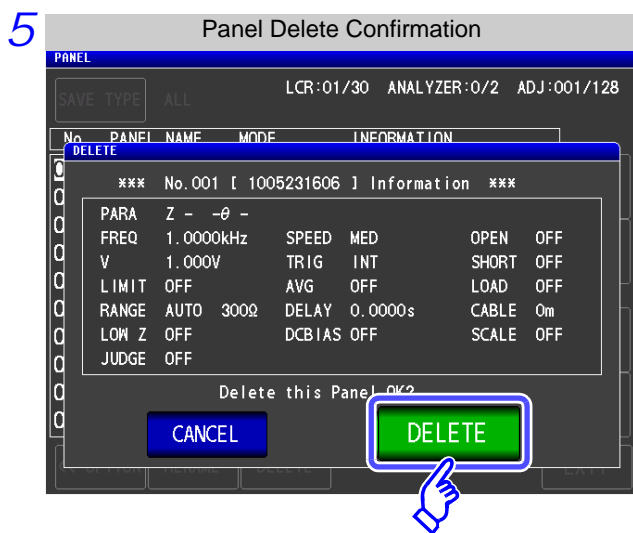 5 Panel Delete Confirmation
PANEL
SAVE TYPE ALL LCR:01/30 ANALYZER:0/2 ADJ:001/128
No PANEL NAME MODE INFORMATION
DELETE
*** No.001 [ 1005231606 ] Information ***
PARA Z - -θ -
FREQ 1.0000kHz SPEED MED OPEN OFF
V 1.000V TRIG INT SHORT OFF
LIMIT OFF AVG OFF LOAD OFF
RANGE AUTO 300Ω DELAY 0.0000s CABLE 0m
LOW Z OFF DCBIAS OFF SCALE OFF
JUDGE OFF
Delete this Panel OK?
CANCEL DELETE